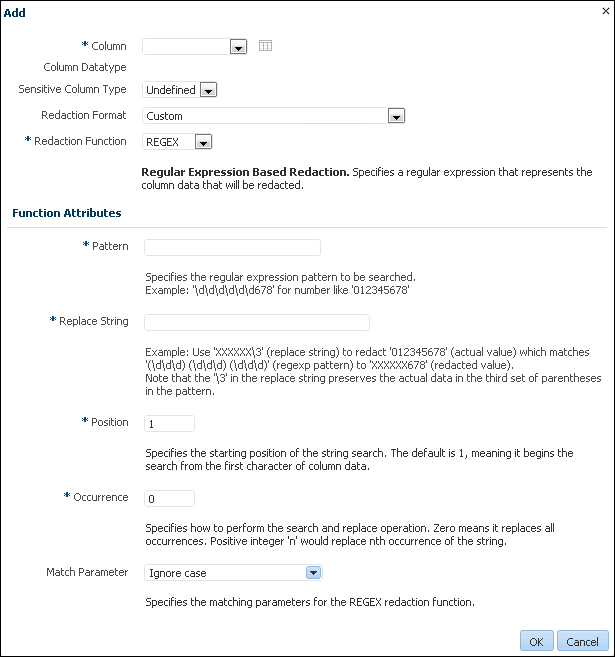 Add
* Column
Column Datatype
Sensitive Column Type Undefined
Redaction Format Custom
* Redaction Function REGEX
Regular Expression Based Redaction. Specifies a regular expression that represents the
column data that will be redacted.
Function Attributes
* Pattern
Specifies the regular expression pattern to be searched.
Example: '\d\d\d\d\d\d678' for number like '012345678'
* Replace String
Example: Use 'XXXXXX\3' (replace string) to redact '012345678' (actual value) which matches
'(\d\d\d) (\d\d\d) (\d\d\d)' (regexp pattern) to 'XXXXXX678' (redacted value).
Note that the '\3' in the replace string preserves the actual data in the third set of parentheses
in the pattern.
* Position 1
Specifies the starting position of the string search. The default is 1, meaning it begins the
search from the first character of column data.
* Occurrence 0
Specifies how to perform the search and replace operation. Zero means it replaces all
occurrences. Positive integer 'n' would replace nth occurrence of the string.
Match Parameter Ignore case
Specifies the matching parameters for the REGEX redaction function.
OK Cancel